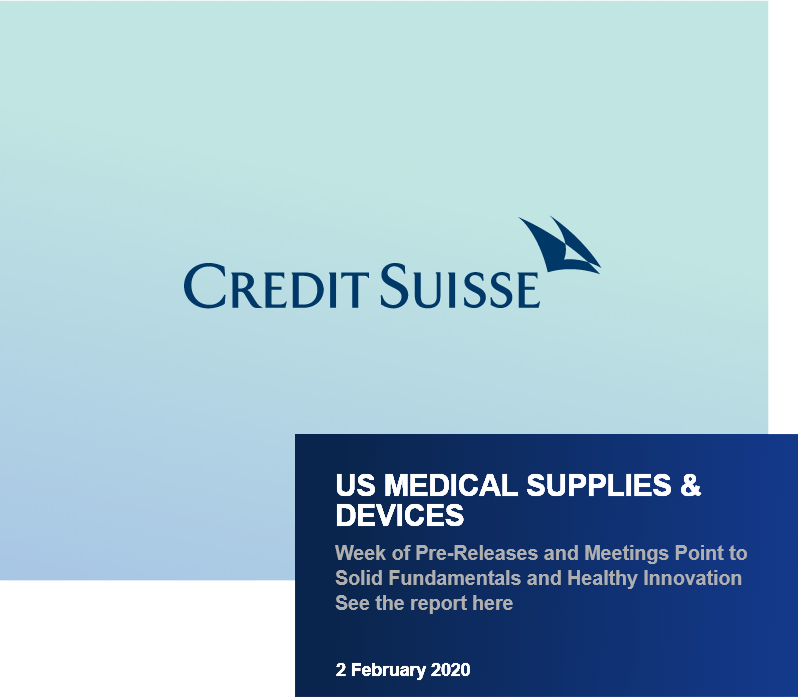 CREDIT SUISSE
US MEDICAL SUPPLIES &
DEVICES
Week of Pre-Releases and Meetings Point to
Solid Fundamentals and Healthy Innovation
See the report here
2 February 2020